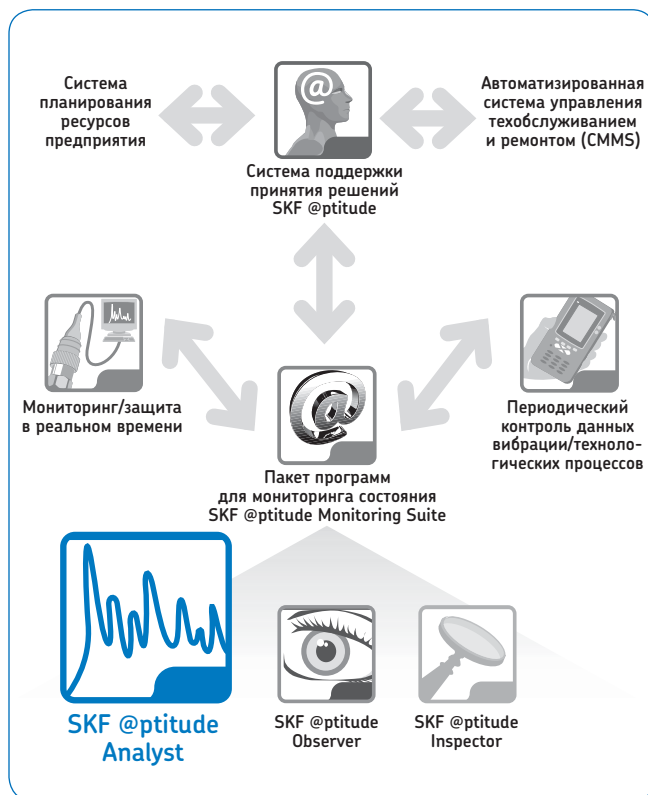 Система
планирования
ресурсов
предприятия
@
Автоматизированная
система управления
техобслуживанием
и ремонтом (CMMS)
Система поддержки
принятия решений
SKF @ptitude
Мониторинг/защита
в реальном времени
@
Периодический
контроль данных
вибрации/техноло-
гических процессов
Пакет программ
для мониторинга состояния
SKF @ptitude Monitoring Suite
SKF @ptitude
Analyst
SKF @ptitude
Observer
SKF @ptitude
Inspector